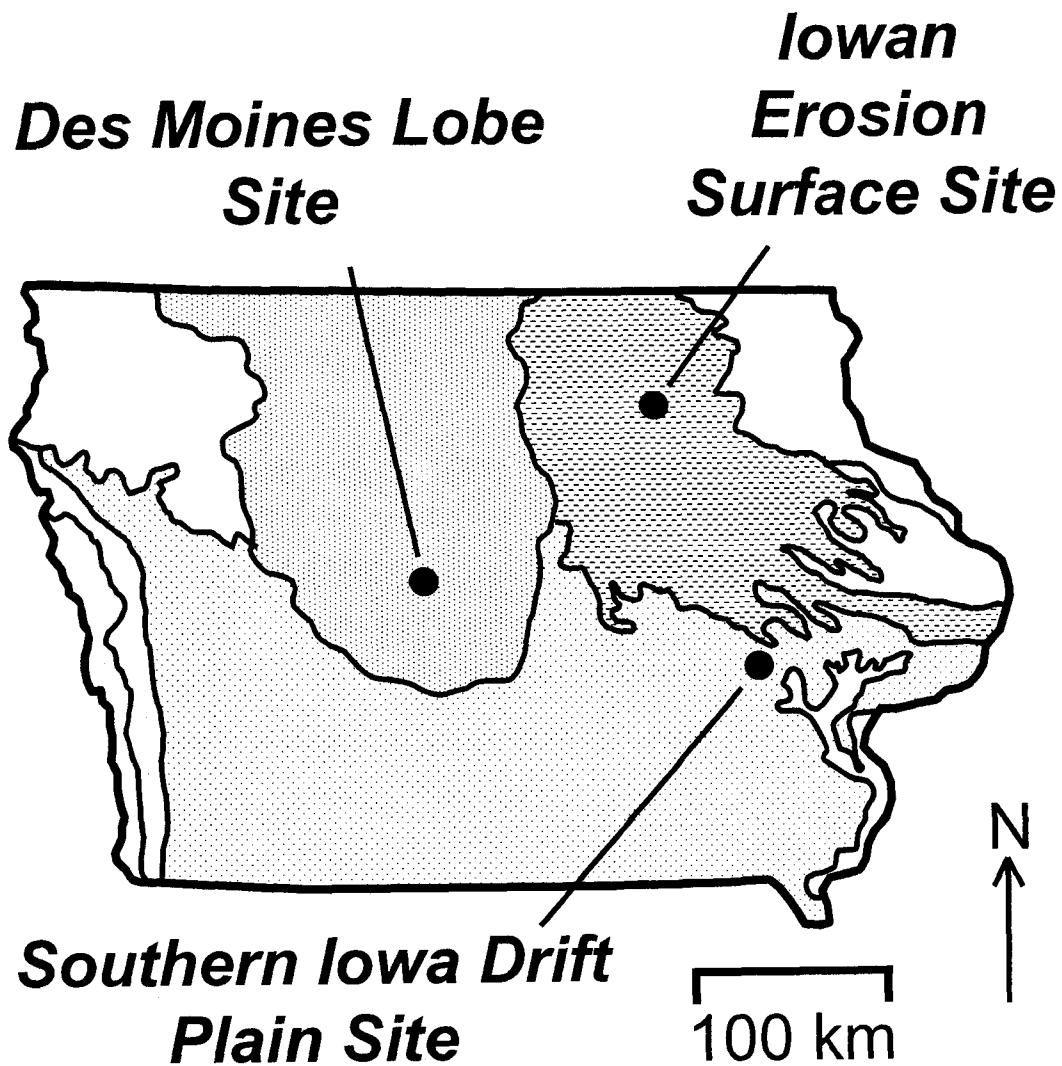 Iowan
Erosion
Surface Site
Des Moines Lobe
Site
N
Southern Iowa Drift
Plain Site
100 km